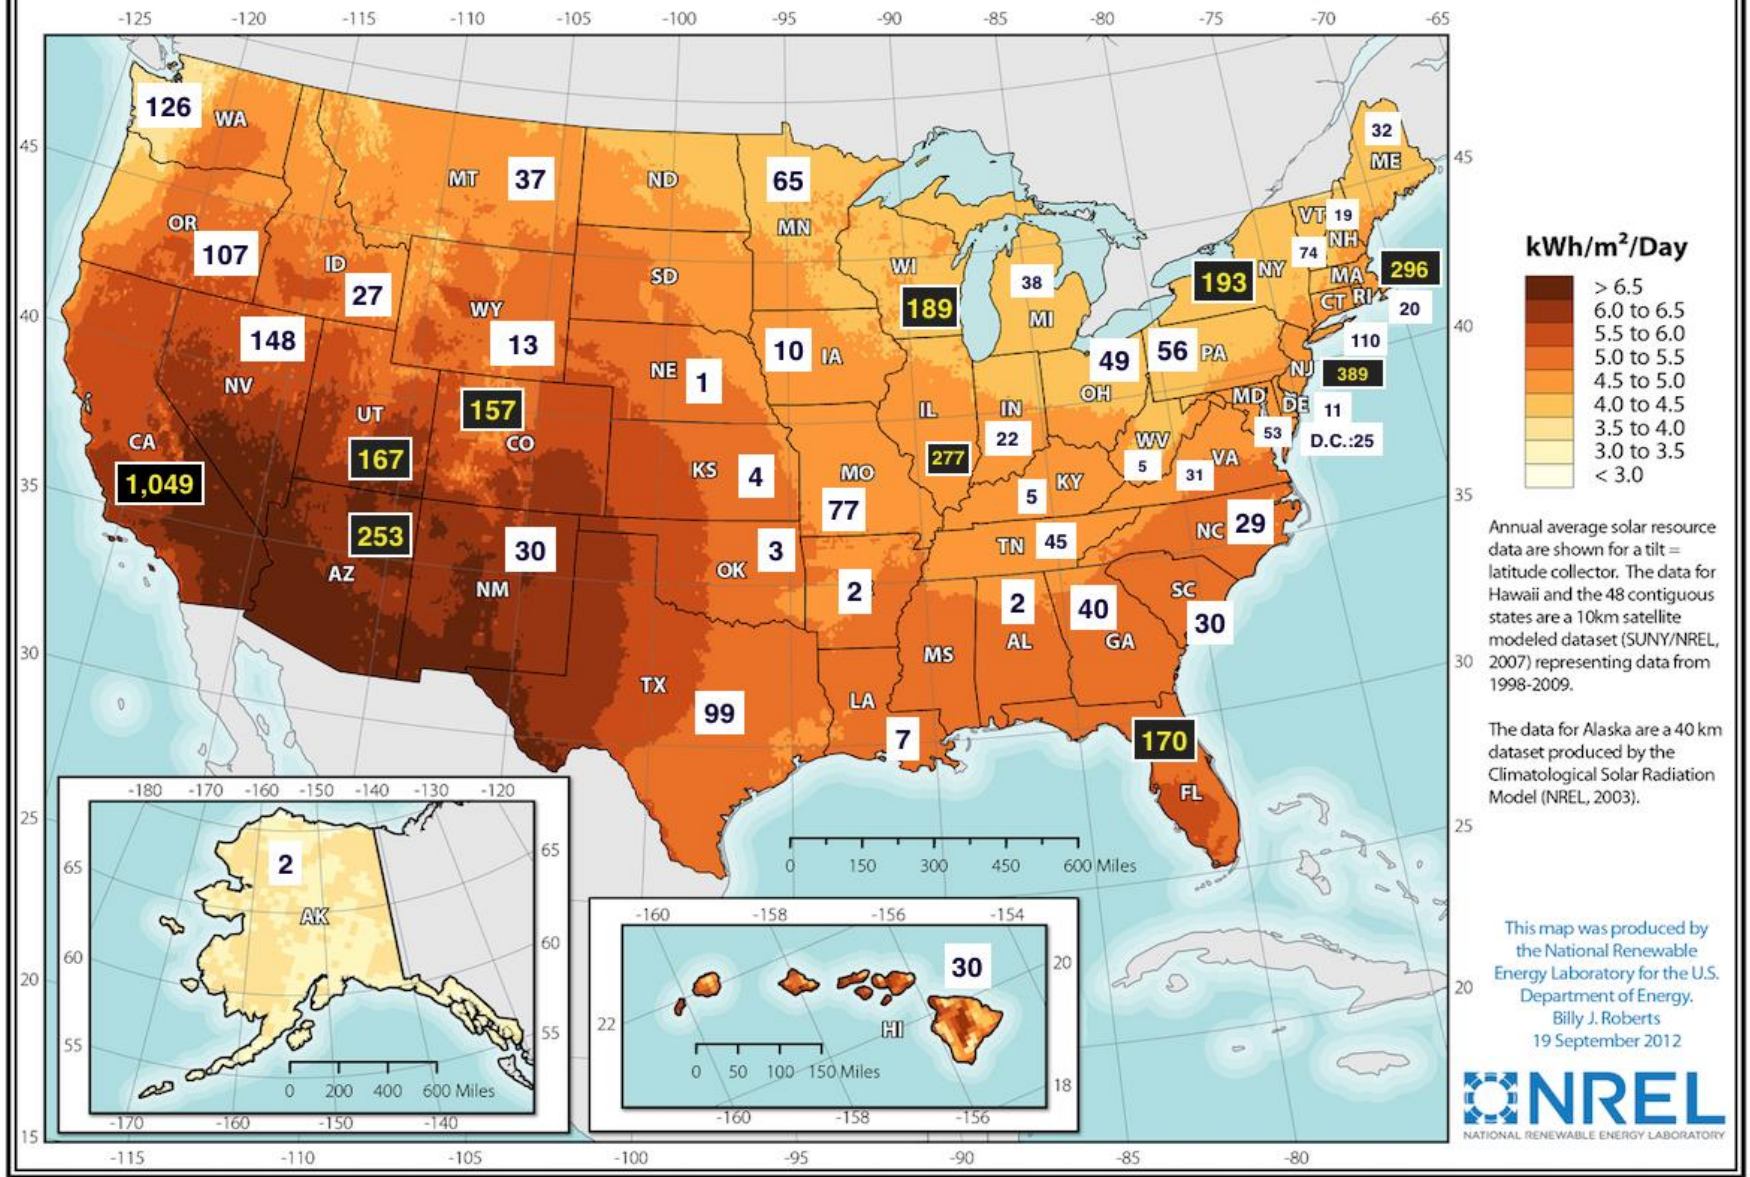 -125 -120 -115 -110 -105 -100 -95 -90 -85 -80 -75 -70 -65
45
40
35
30
25
20
15
45
40
35
30
25
20
-115 -110 -105 -100 -95 -90 -85 -80
126
WA
OR
107
ID
27
MT
37
ND
65
MN
SD
WY
13
148
NV
CA
1,049
UT
167
157
CO
253
AZ
30
NM
NE
1
KS
4
OK
3
TX
99
10
IA
MO
77
2
LA
7
WI
189
IL
277
38
MI
IN
22
49
OH
56
PA
193
NY
32
ME
VT
19
NH
74
MA
296
CT
RI
20
110
NJ
389
MD
DE
11
53
D.C.:25
WV
5
VA
31
KY
5
TN
45
NC
29
SC
30
MS
2
AL
40
GA
170
FL
0 150 300 450 600 Miles
-180 -170 -160 -150 -140 -130 -120
65
60
55
65
60
55
2
AK
0 200 400 600 Miles
-170 -160 -150 -140
-160 -158 -156 -154
22
20
18
30
HI
0 50 100 150 Miles
-160 -158 -156
kWh/m²/Day
> 6.5
6.0 to 6.5
5.5 to 6.0
5.0 to 5.5
4.5 to 5.0
4.0 to 4.5
3.5 to 4.0
3.0 to 3.5
< 3.0
Annual average solar resource
data are shown for a tilt =
latitude collector. The data for
Hawaii and the 48 contiguous
states are a 10km satellite
modeled dataset (SUNY/NREL,
2007) representing data from
1998-2009.
The data for Alaska are a 40 km
dataset produced by the
Climatological Solar Radiation
Model (NREL, 2003).
This map was produced by
the National Renewable
Energy Laboratory for the U.S.
Department of Energy.
Billy J. Roberts
19 September 2012
NREL
NATIONAL RENEWABLE ENERGY LABORATORY